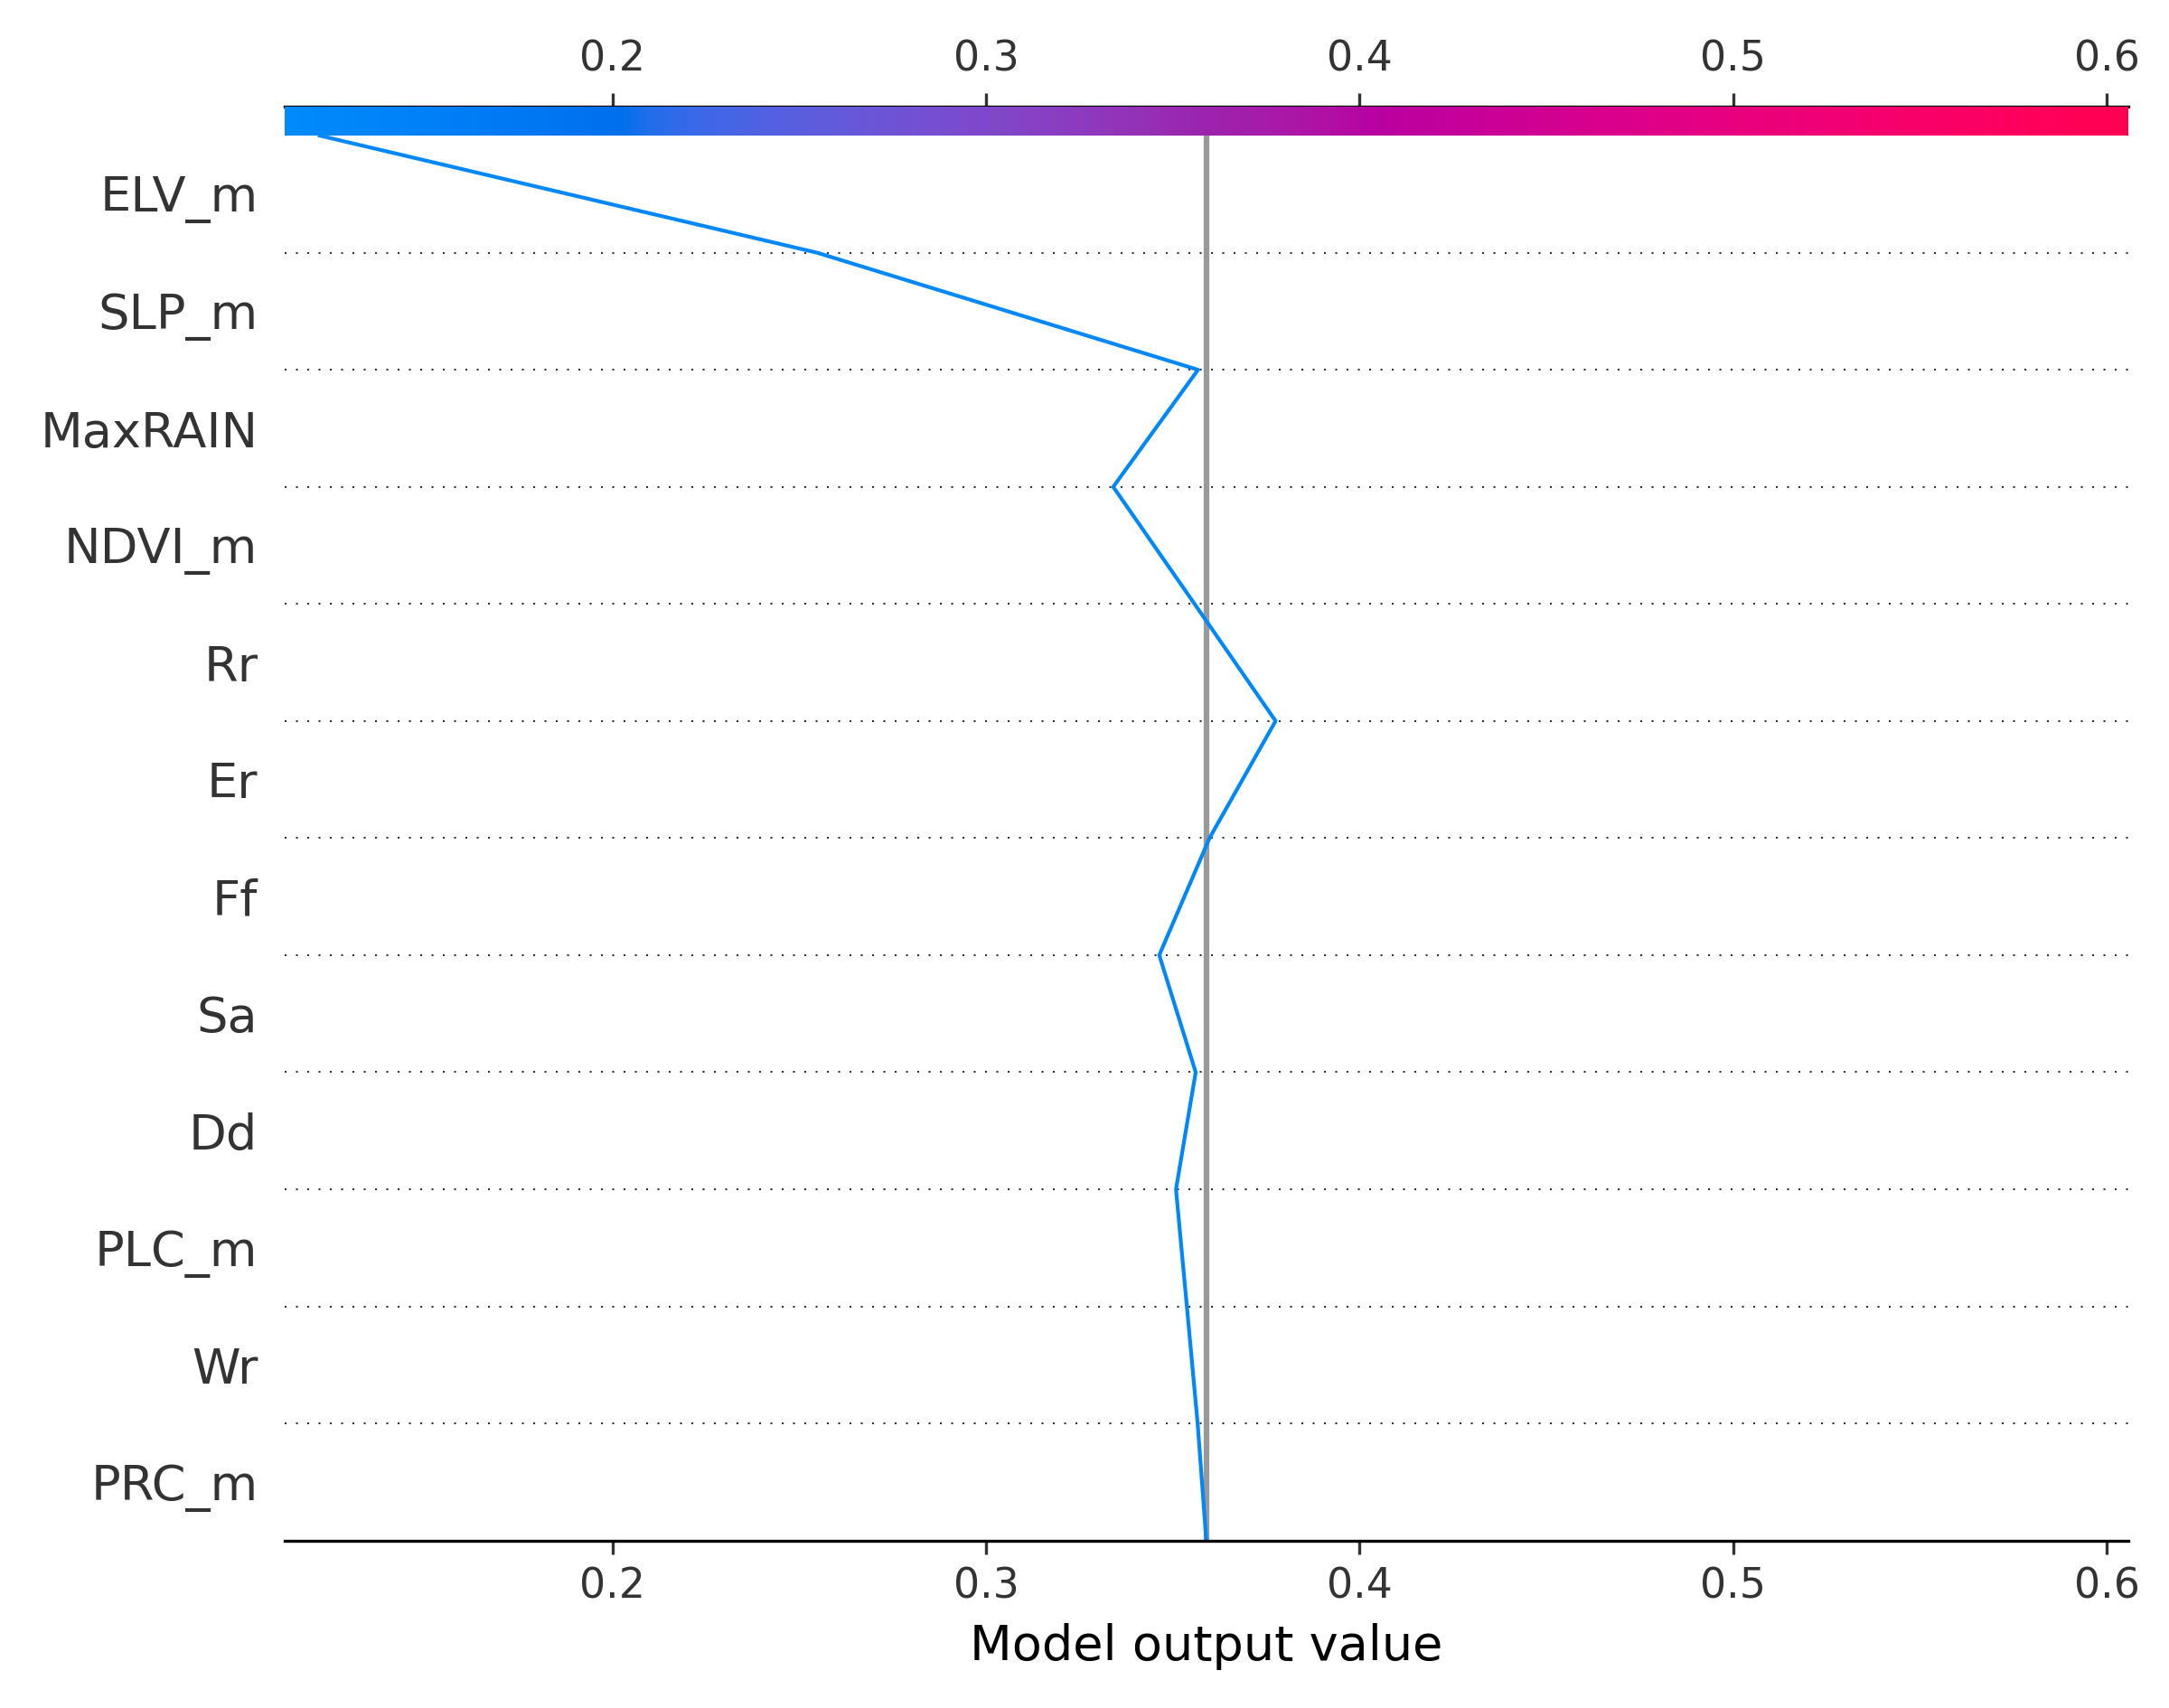 0.2 0.3 0.4 0.5 0.6
ELV_m
SLP_m
MaxRAIN
NDVI_m
Rr
Er
Ff
Sa
Dd
PLC_m
Wr
PRC_m
0.2 0.3 0.4 0.5 0.6
Model output value